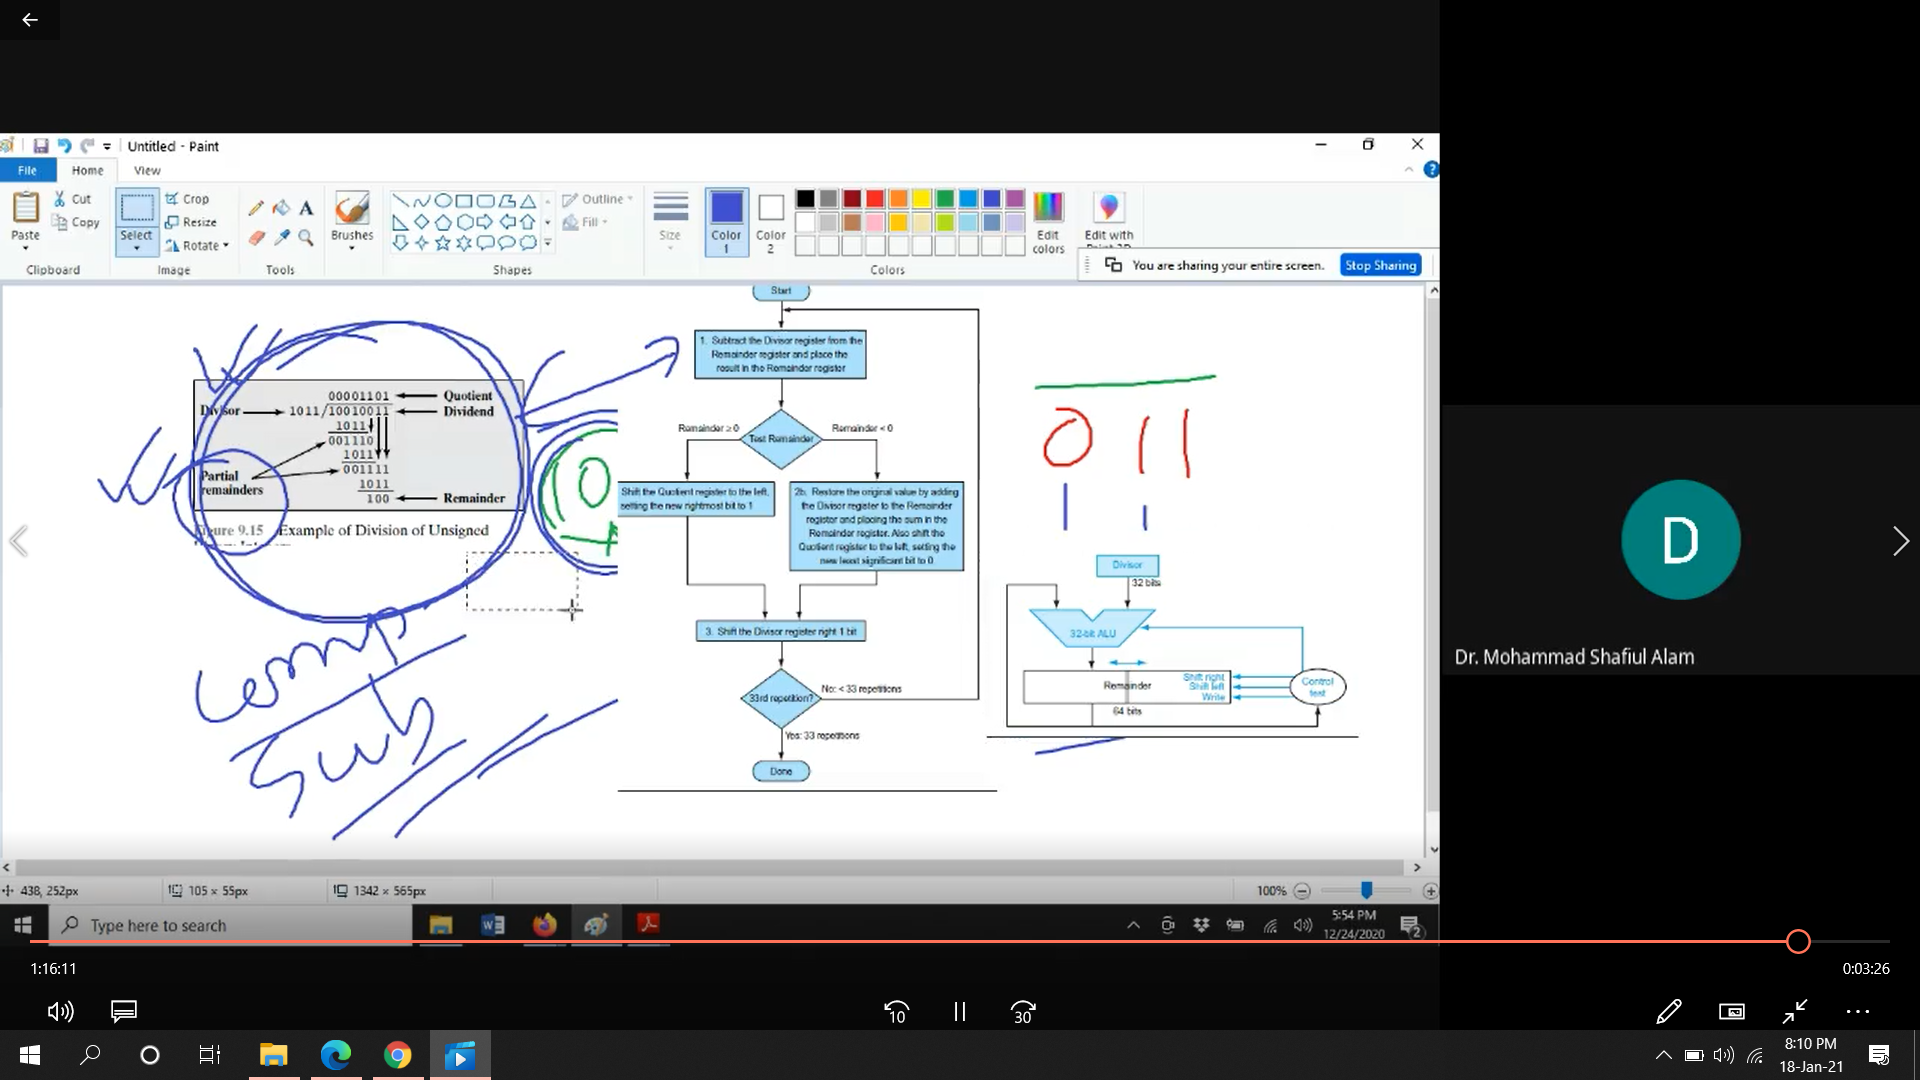 Untitled - Paint
File Home View
Cut
Copy
Paste
Clipboard
Crop
Resize
Rotate
Select
Image
Tools
Brushes
Shapes
Outline
Fill
Size
Color 1
Color 2
Edit colors
Edit with
Colors
You are sharing your entire screen. Stop Sharing
00001101 Quotient
Divisor 1011/10010011 Dividend
1011
001110
1011
Partial remainders 001111
1011
100 Remainder
Figure 9.15 Example of Division of Unsigned
Comp
Sub
10
Start
1. Subtract the Divisor register from the
Remainder register and place the
result in the Remainder register
Remainder ≥ 0 Test Remainder Remainder < 0
Shift the Quotient register to the left,
setting the new rightmost bit to 1
2b. Restore the original value by adding
the Divisor register to the Remainder
register and placing the sum in the
Remainder register. Also shift the
Quotient register to the left, setting the
new least significant bit to 0
3. Shift the Divisor register right 1 bit
33rd repetition? No: < 33 repetitions
Yes: 33 repetitions
Done
011
11
Divisor
32 bits
32-bit ALU
Remainder
Shift right
Shift left
Write
Control test
64 bits
438, 252px 105 × 55px 1342 × 565px 100%
Type here to search
5:54 PM
12/24/2020
2
D
Dr. Mohammad Shafiul Alam
1:16:11 0:03:26
10 30
8:10 PM
18-Jan-21